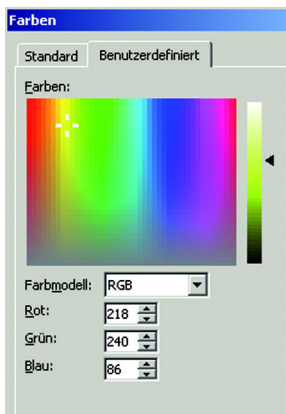 Farben
Standard Benutzerdefiniert
Farben:
Farbmodell: RGB
Rot: 218
Grün: 240
Blau: 86